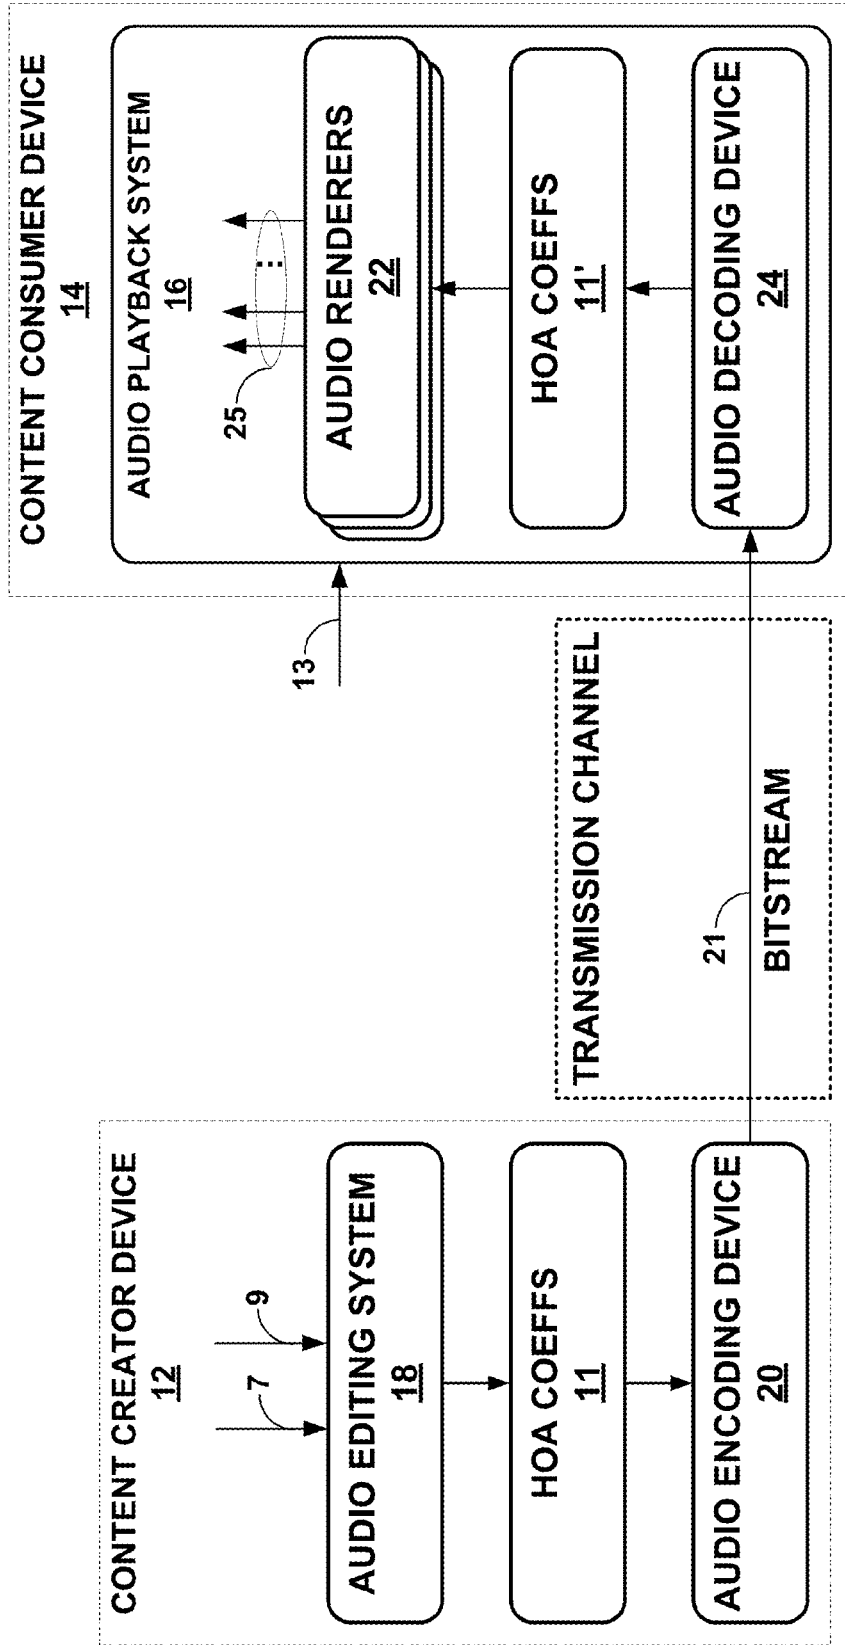 CONTENT CREATOR DEVICE
12
7
9
AUDIO EDITING SYSTEM
18
HOA COEFFS
11
AUDIO ENCODING DEVICE
20
TRANSMISSION CHANNEL
21
BITSTREAM
13
CONTENT CONSUMER DEVICE
14
AUDIO PLAYBACK SYSTEM
16
25
AUDIO RENDERERS
22
HOA COEFFS
11'
AUDIO DECODING DEVICE
24